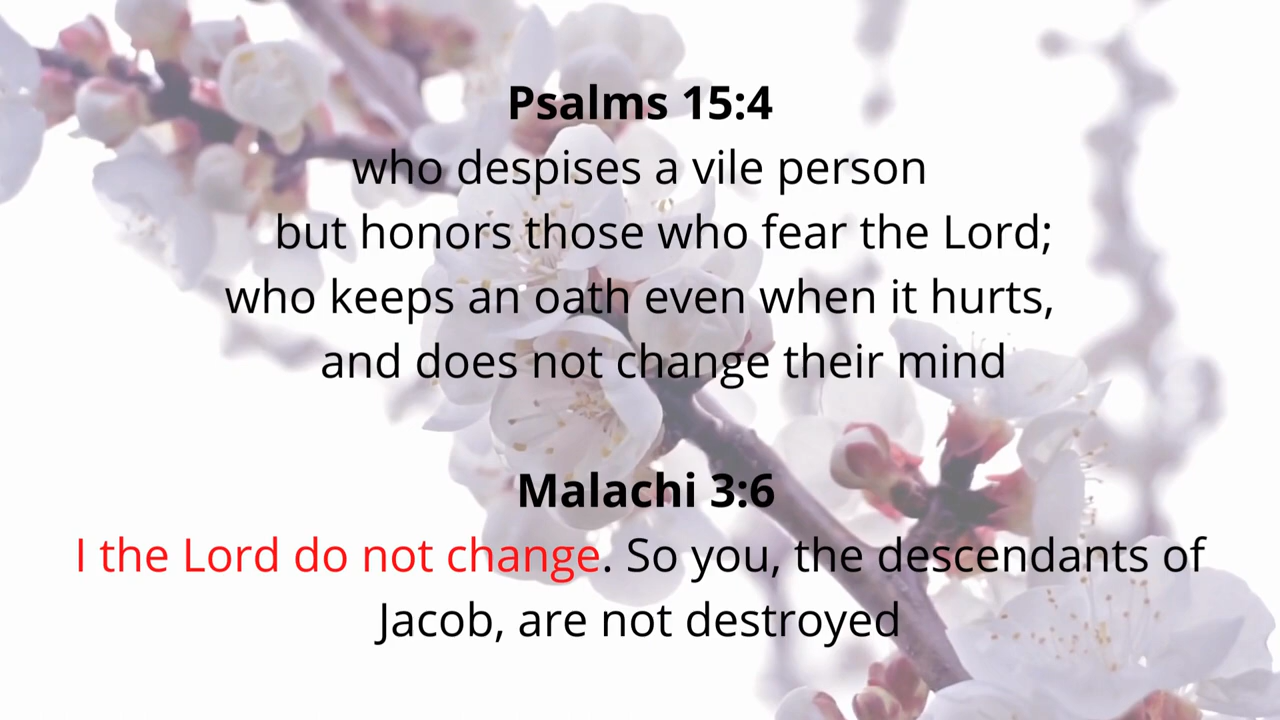 Psalms 15:4
who despises a vile person
but honors those who fear the Lord;
who keeps an oath even when it hurts,
and does not change their mind
Malachi 3:6
I the Lord do not change. So you, the descendants of
Jacob, are not destroyed